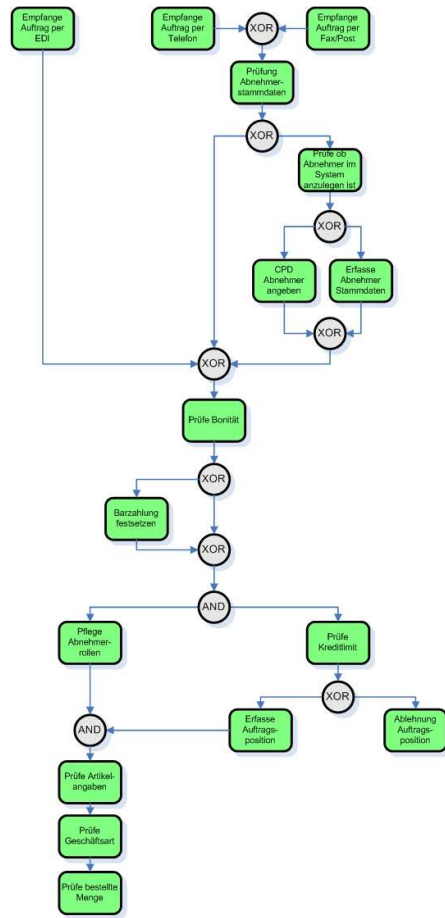 Empfange
Auftrag per
EDI
Empfange
Auftrag per
Telefon
XOR
Empfange
Auftrag per
Fax/Post
Prüfung
Abnehmer-
stammdaten
XOR
Prüfe ob
Abnehmer im
System
anzulegen ist
XOR
CPD
Abnehmer
angeben
Erfasse
Abnehmer
Stammdaten
XOR
XOR
Prüfe Bonität
XOR
Barzahlung
festsetzen
XOR
AND
Pflege
Abnehmer-
rollen
Prüfe
Kreditlimit
XOR
AND
Erfasse
Auftrags-
position
Ablehnung
Auftrags-
position
Prüfe Artikel-
angaben
Prüfe
Geschäftsart
Prüfe bestellte
Menge